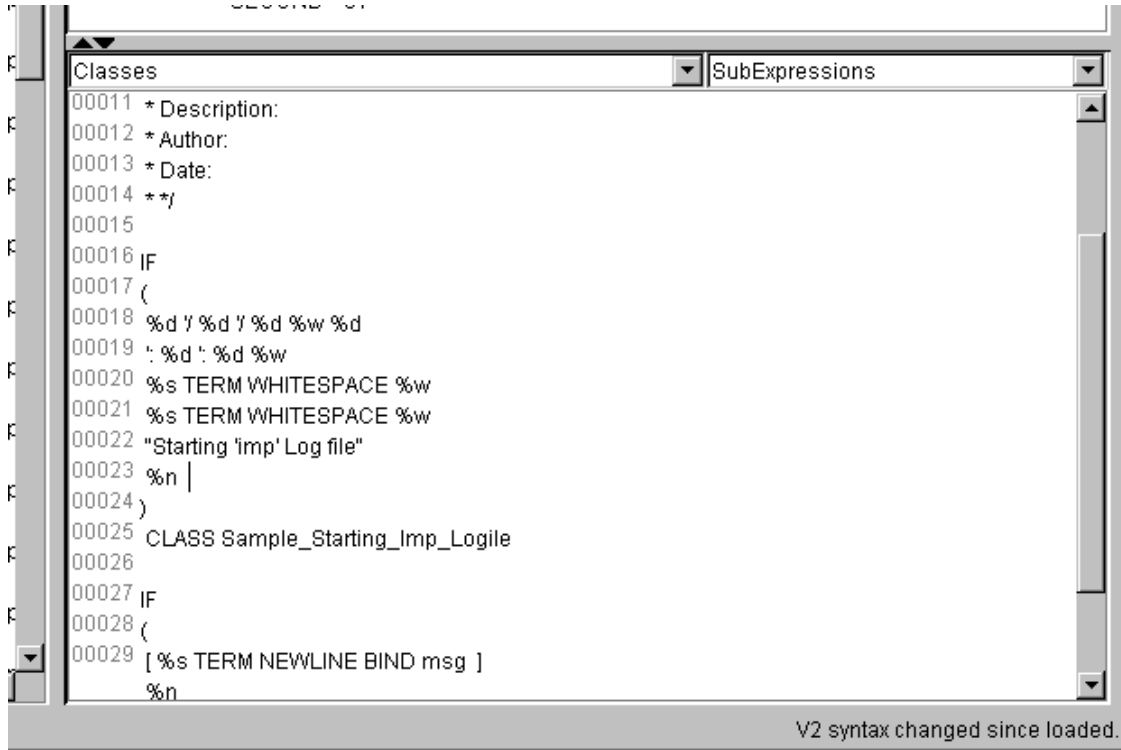 Classes
SubExpressions
00011 * Description:
00012 * Author:
00013 * Date:
00014 * */
00015
00016 IF
00017 (
00018 %d '/ %d '/ %d %w %d
00019 ': %d ': %d %w
00020 %s TERM WHITESPACE %w
00021 %s TERM WHITESPACE %w
00022 "Starting 'imp' Log file"
00023 %n
00024 )
00025 CLASS Sample_Starting_Imp_Logile
00026
00027 IF
00028 (
00029 [ %s TERM NEWLINE BIND msg ]
%n
V2 syntax changed since loaded.